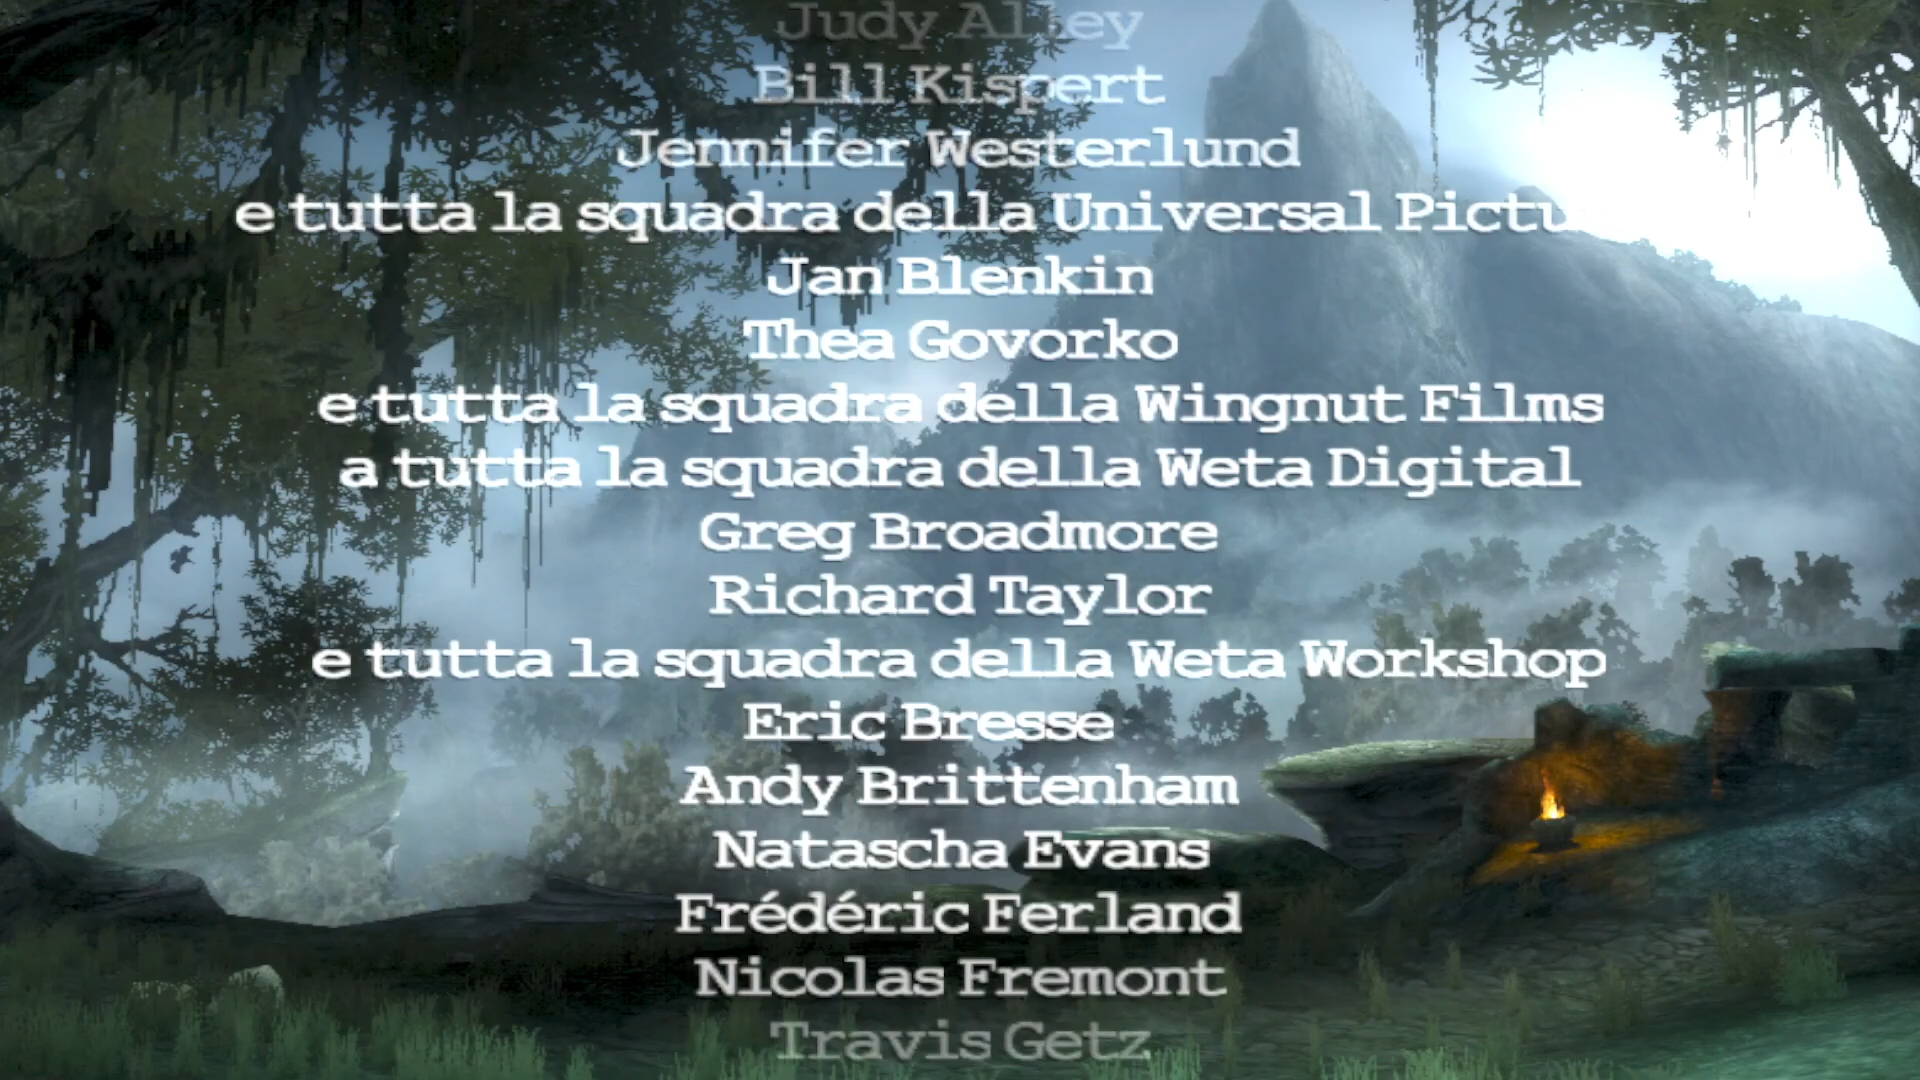 Judy Alley
Bill Kispert
Jennifer Westerlund
e tutta la squadra della Universal Pictu
Jan Blenkin
Thea Govorko
e tutta la squadra della Wingnut Films
a tutta la squadra della Weta Digital
Greg Broadmore
Richard Taylor
e tutta la squadra della Weta Workshop
Eric Bresse
Andy Brittenham
Natascha Evans
Frédéric Ferland
Nicolas Fremont
Travis Getz